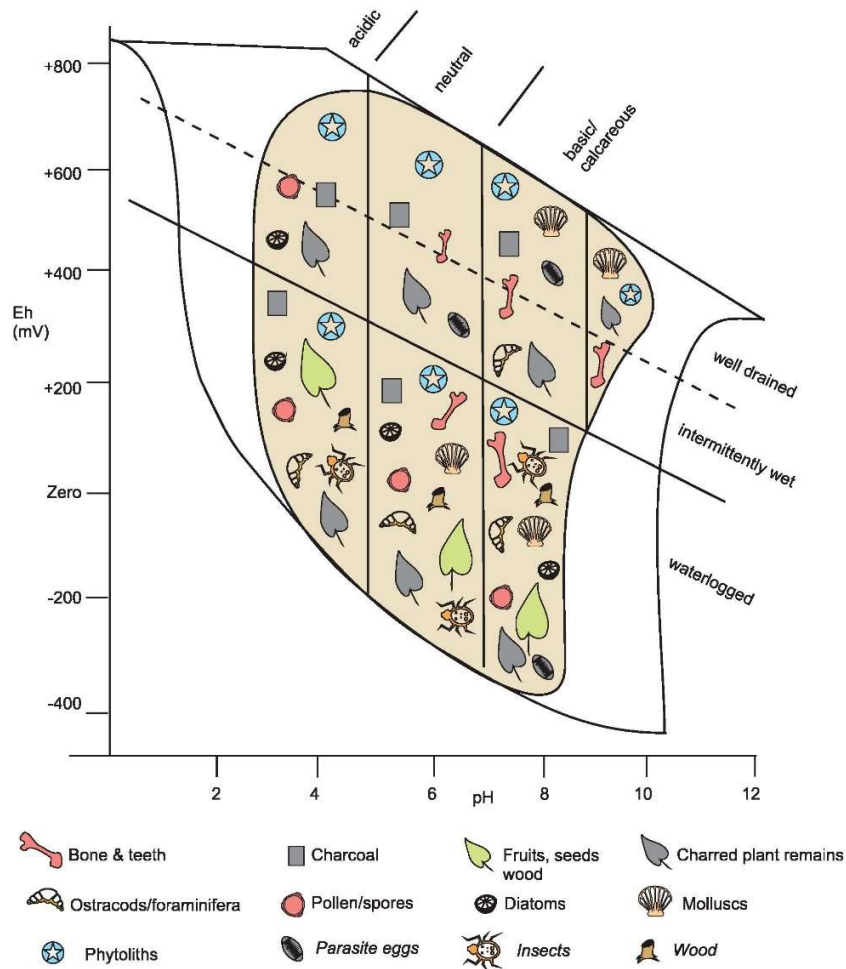 acidic
neutral
basic/
calcareous
+800
+600
+400
Eh
(mV)
+200
Zero
-200
-400
well drained
intermittently wet
waterlogged
2 4 6 8 10 12
pH
Bone & teeth
Charcoal
Fruits, seeds
wood
Charred plant remains
Ostracods/foraminifera
Pollen/spores
Diatoms
Molluscs
Phytoliths
Parasite eggs
Insects
Wood